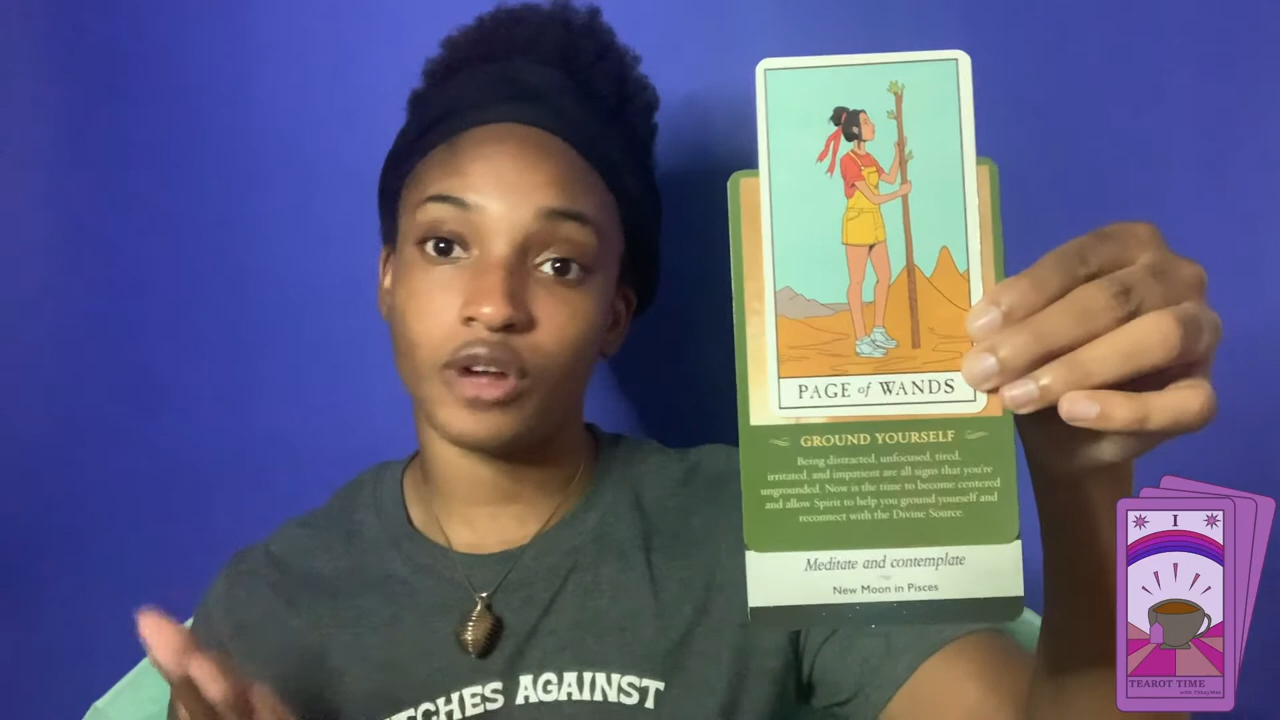 PAGE of WANDS
GROUND YOURSELF
Being distracted, unfocused, tired,
irritated, and impatient are all signs that you're
ungrounded. Now is the time to become centered
and allow Spirit to help you ground yourself and
reconnect with the Divine Source.
Meditate and contemplate
New Moon in Pisces
TCHES AGAINST
I
TEAROT TIME